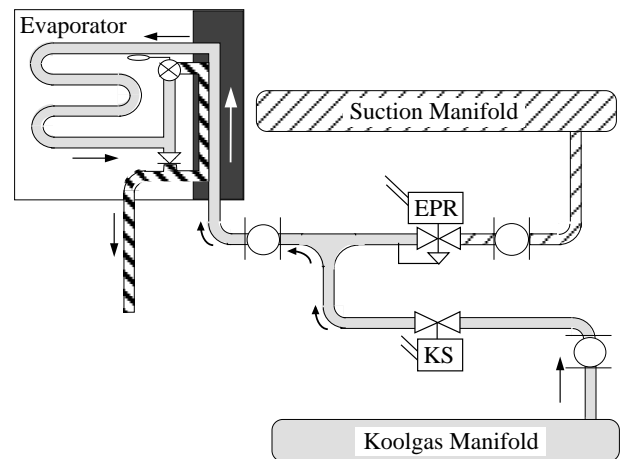 Evaporator
Suction Manifold
EPR
KS
Koolgas Manifold